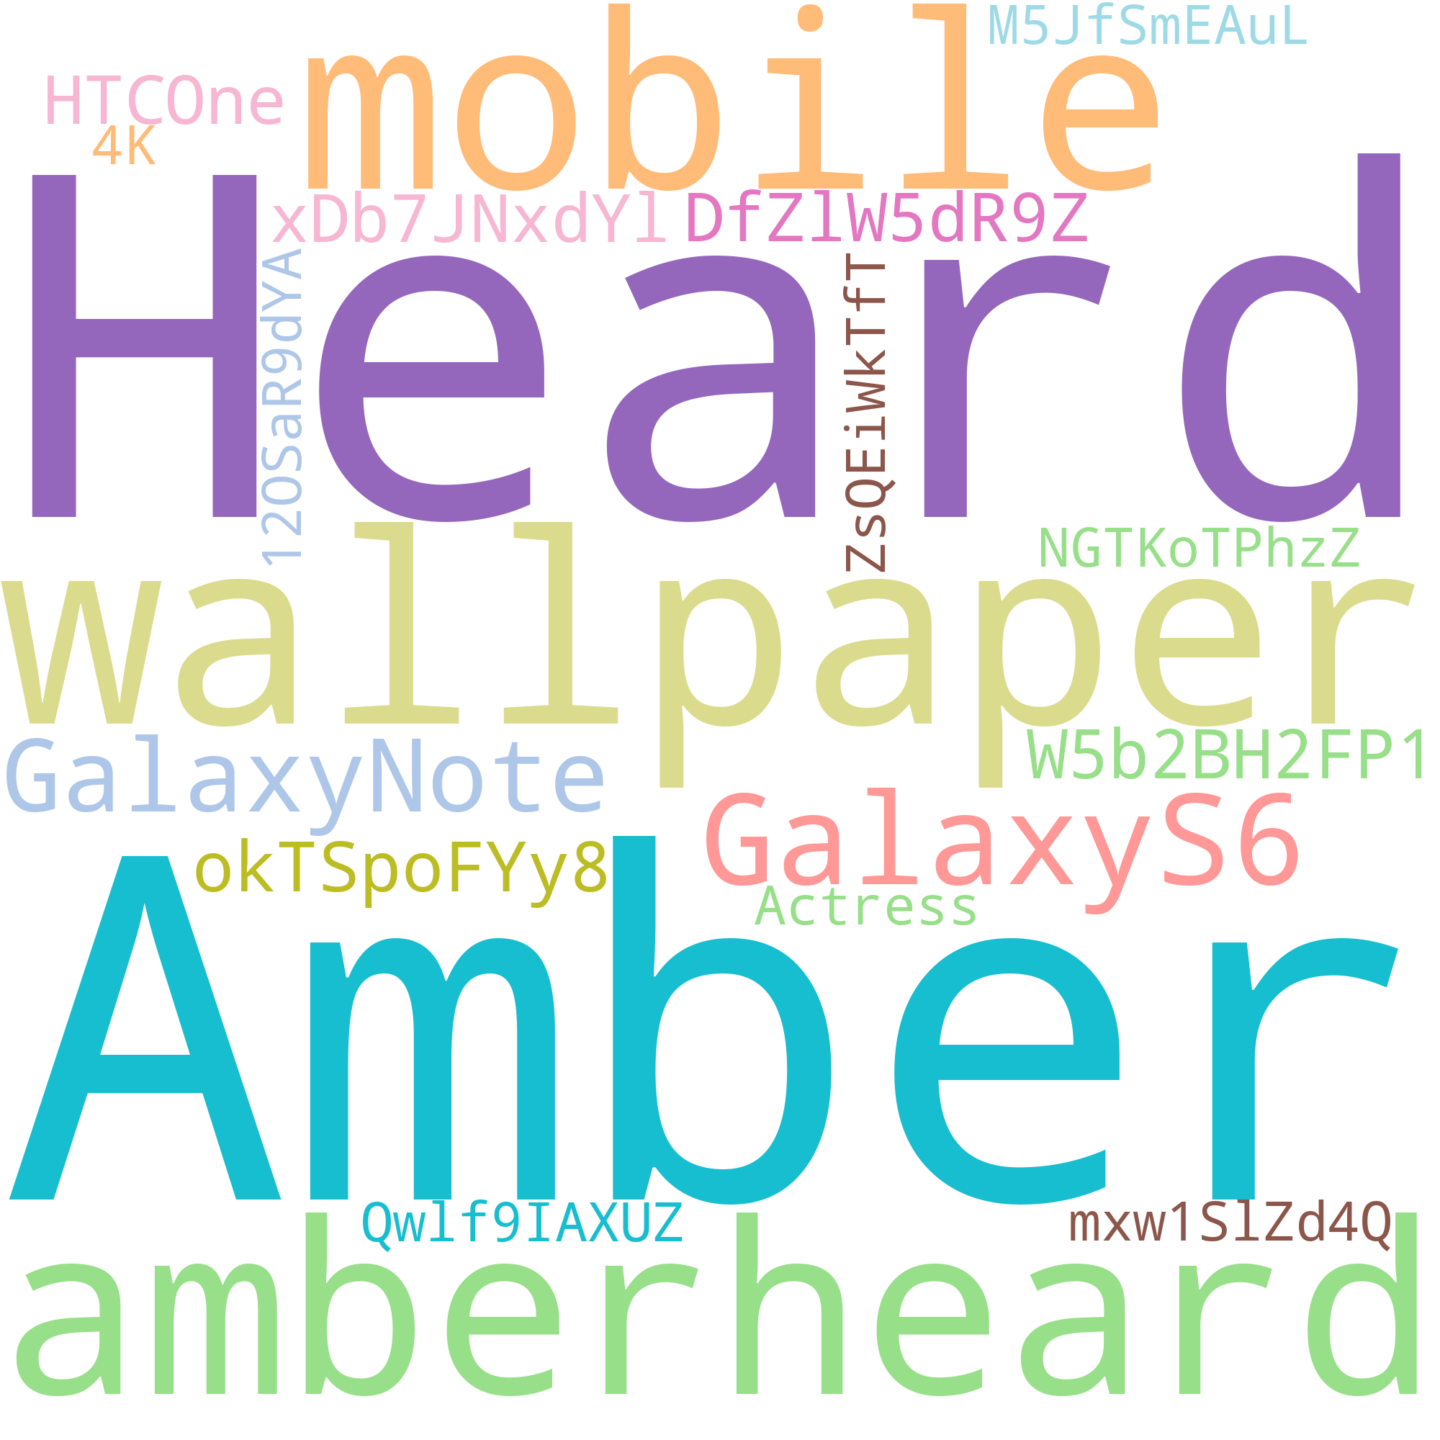 M5JfSmEAuL
mobile
HTCOne
4K
xDb7JNxdYl
DfZlW5dR9Z
Heard
12OSaR9dYA
ZsQEiWkTfT
NGTKoTPhzZ
wallpaper
GalaxyNote
W5b2BH2FP1
GalaxyS6
okTSpoFYy8
Actress
Amber
Qwlf9IAXUZ
mxw1SlZd4Q
amberheard